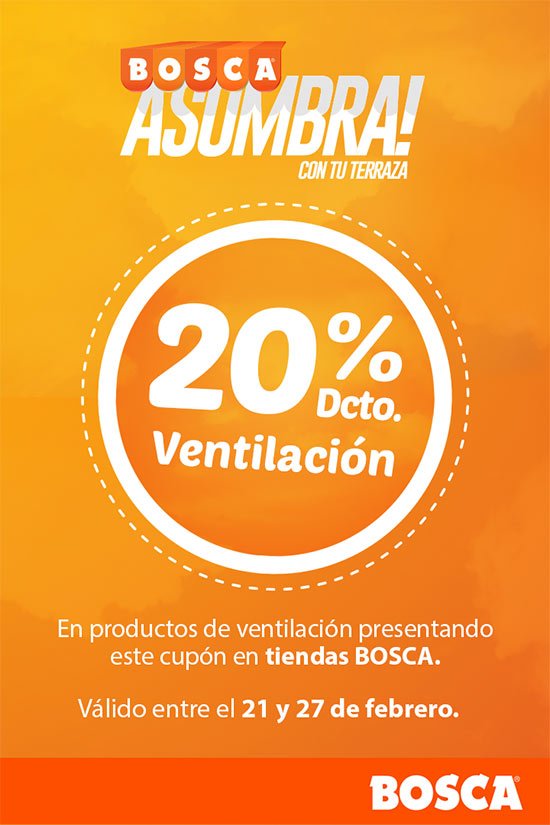 BOSCA®
ASOMBRA!
CON TU TERRAZA
20%
Dcto.
Ventilación
En productos de ventilación presentando
este cupón en tiendas BOSCA.
Válido entre el 21 y 27 de febrero.
BOSCA®